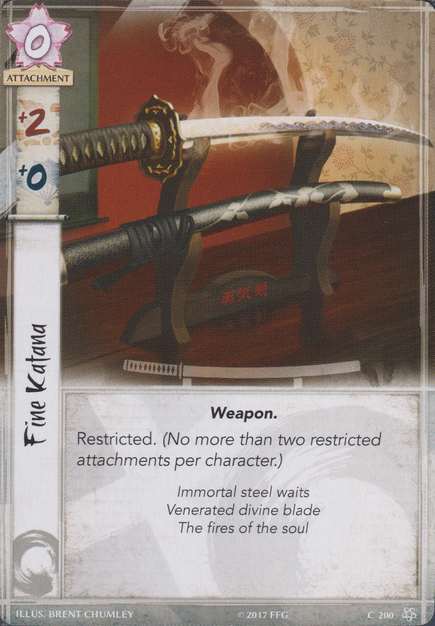 0
ATTACHMENT
+2
+0
Fine Katana
Weapon.
Restricted. (No more than two restricted
attachments per character.)
Immortal steel waits
Venerated divine blade
The fires of the soul
ILLUS. BRENT CHUMLEY
© 2017 FFG
C 200